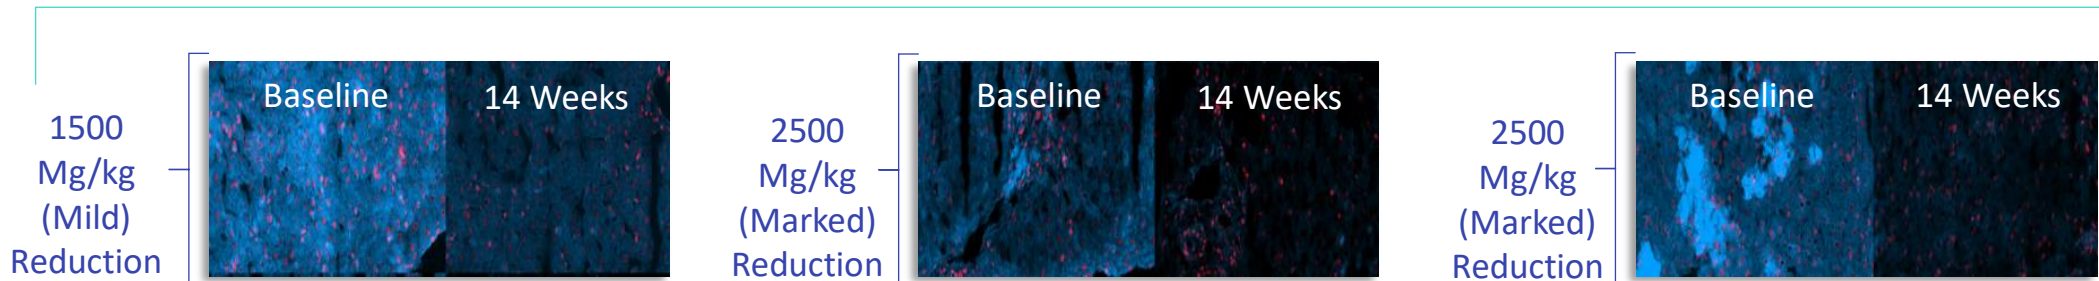 1500
Mg/kg
(Mild)
Reduction
Baseline
14 Weeks
2500
Mg/kg
(Marked)
Reduction
Baseline
14 Weeks
2500
Mg/kg
(Marked)
Reduction
Baseline
14 Weeks